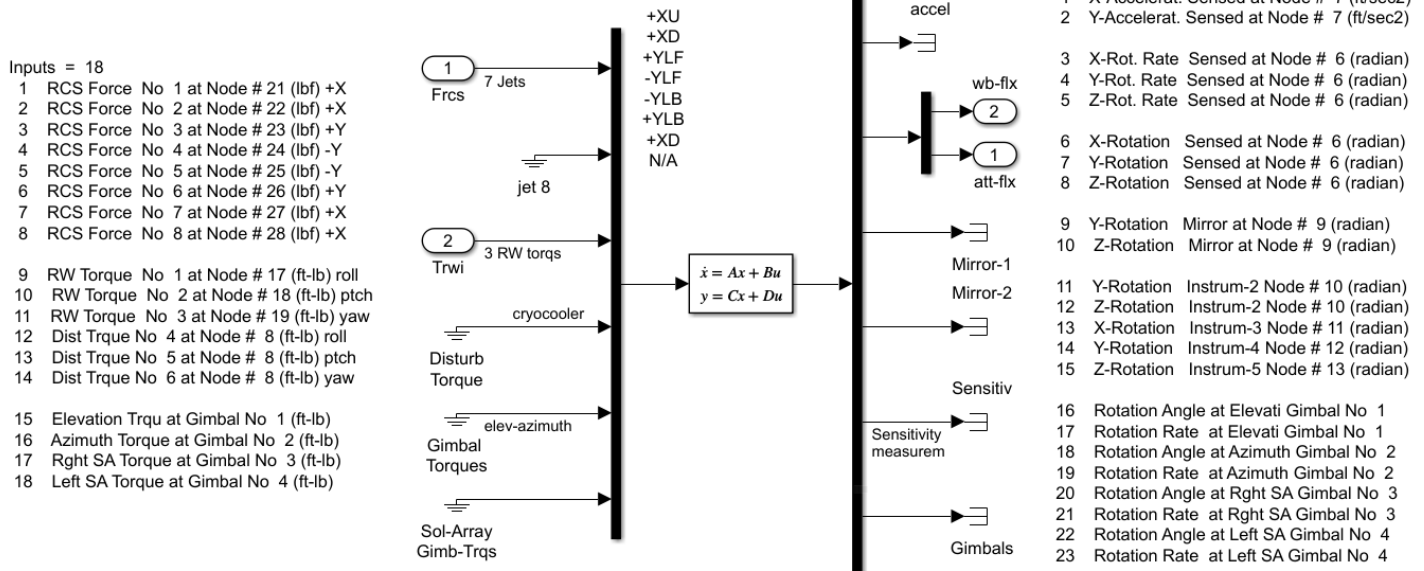 Inputs = 18
1 RCS Force No 1 at Node # 21 (lbf) +X
2 RCS Force No 2 at Node # 22 (lbf) +X
3 RCS Force No 3 at Node # 23 (lbf) +Y
4 RCS Force No 4 at Node # 24 (lbf) -Y
5 RCS Force No 5 at Node # 25 (lbf) -Y
6 RCS Force No 6 at Node # 26 (lbf) +Y
7 RCS Force No 7 at Node # 27 (lbf) +X
8 RCS Force No 8 at Node # 28 (lbf) +X
9 RW Torque No 1 at Node # 17 (ft-lb) roll
10 RW Torque No 2 at Node # 18 (ft-lb) ptch
11 RW Torque No 3 at Node # 19 (ft-lb) yaw
12 Dist Trque No 4 at Node # 8 (ft-lb) roll
13 Dist Trque No 5 at Node # 8 (ft-lb) ptch
14 Dist Trque No 6 at Node # 8 (ft-lb) yaw
15 Elevation Trqu at Gimbal No 1 (ft-lb)
16 Azimuth Torque at Gimbal No 2 (ft-lb)
17 Rght SA Torque at Gimbal No 3 (ft-lb)
18 Left SA Torque at Gimbal No 4 (ft-lb)
1
Frcs
7 Jets
jet 8
2
Trwi
3 RW torqs
cryocooler
Disturb
Torque
elev-azimuth
Gimbal
Torques
Sol-Array
Gimb-Trqs
+XU
+XD
+YLF
-YLF
-YLB
+YLB
+XD
N/A
ẋ = Ax + Bu
y = Cx + Du
accel
wb-flx
2
1
att-flx
Mirror-1
Mirror-2
Sensitiv
Sensitivity
measurem
Gimbals
1 X-Accelerat. Sensed at Node # 7 (ft/sec2)
2 Y-Accelerat. Sensed at Node # 7 (ft/sec2)
3 X-Rot. Rate Sensed at Node # 6 (radian)
4 Y-Rot. Rate Sensed at Node # 6 (radian)
5 Z-Rot. Rate Sensed at Node # 6 (radian)
6 X-Rotation Sensed at Node # 6 (radian)
7 Y-Rotation Sensed at Node # 6 (radian)
8 Z-Rotation Sensed at Node # 6 (radian)
9 Y-Rotation Mirror at Node # 9 (radian)
10 Z-Rotation Mirror at Node # 9 (radian)
11 Y-Rotation Instrum-2 Node # 10 (radian)
12 Z-Rotation Instrum-2 Node # 10 (radian)
13 X-Rotation Instrum-3 Node # 11 (radian)
14 Y-Rotation Instrum-4 Node # 12 (radian)
15 Z-Rotation Instrum-5 Node # 13 (radian)
16 Rotation Angle at Elevati Gimbal No 1
17 Rotation Rate at Elevati Gimbal No 1
18 Rotation Angle at Azimuth Gimbal No 2
19 Rotation Rate at Azimuth Gimbal No 2
20 Rotation Angle at Rght SA Gimbal No 3
21 Rotation Rate at Rght SA Gimbal No 3
22 Rotation Angle at Left SA Gimbal No 4
23 Rotation Rate at Left SA Gimbal No 4